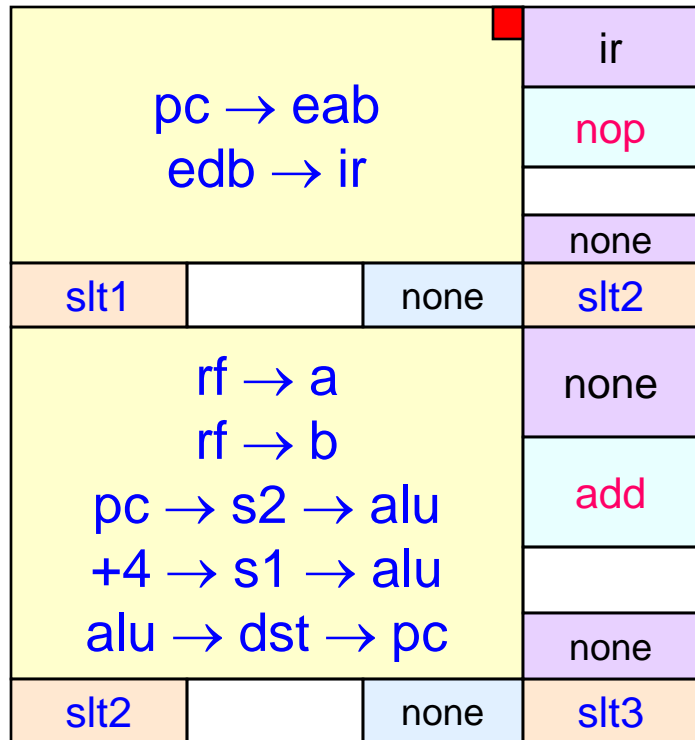 pc → eab
edb → ir
ir
nop
none
slt1
none
slt2
rf → a
rf → b
pc → s2 → alu
+4 → s1 → alu
alu → dst → pc
none
add
none
slt2
none
slt3